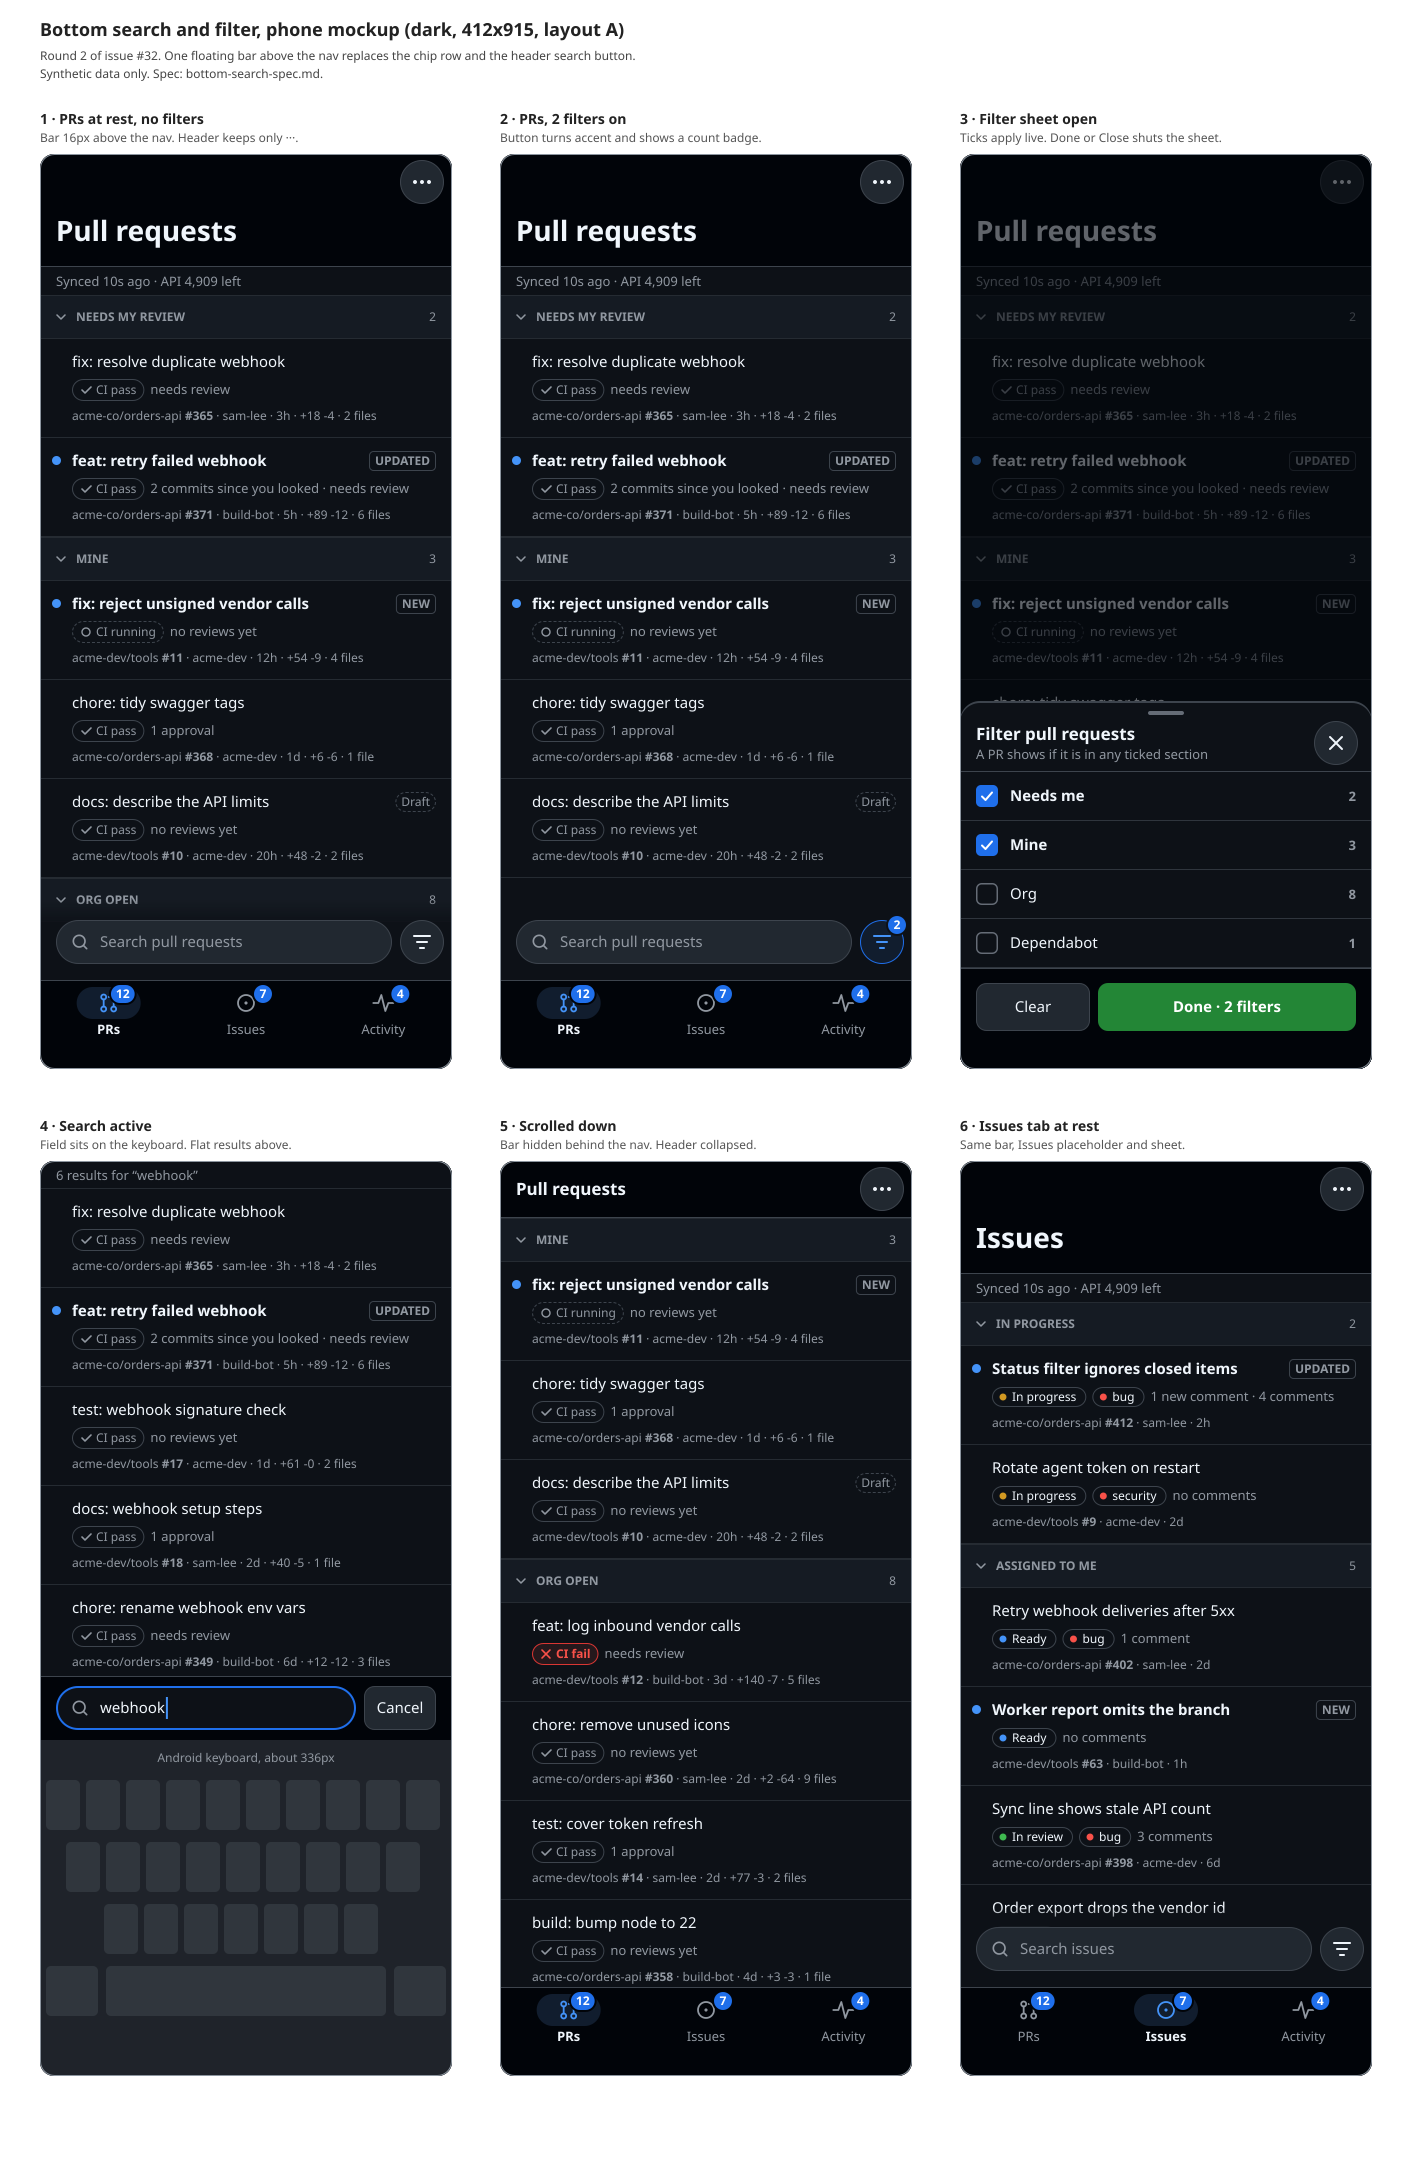 Bottom search and filter, phone mockup (dark, 412x915, layout A)
Round 2 of issue #32. One floating bar above the nav replaces the chip row and the header search button.
Synthetic data only. Spec: bottom-search-spec.md.
1 · PRs at rest, no filters
Bar 16px above the nav. Header keeps only ···.
Pull requests
Synced 10s ago · API 4,909 left
NEEDS MY REVIEW 2
fix: resolve duplicate webhook
CI pass needs review
acme-co/orders-api #365 · sam-lee · 3h · +18 -4 · 2 files
feat: retry failed webhook UPDATED
CI pass 2 commits since you looked · needs review
acme-co/orders-api #371 · build-bot · 5h · +89 -12 · 6 files
MINE 3
fix: reject unsigned vendor calls NEW
CI running no reviews yet
acme-dev/tools #11 · acme-dev · 12h · +54 -9 · 4 files
chore: tidy swagger tags
CI pass 1 approval
acme-co/orders-api #368 · acme-dev · 1d · +6 -6 · 1 file
docs: describe the API limits Draft
CI pass no reviews yet
acme-dev/tools #10 · acme-dev · 20h · +48 -2 · 2 files
ORG OPEN 8
Search pull requests
12 7 4
PRs Issues Activity
2 · PRs, 2 filters on
Button turns accent and shows a count badge.
Pull requests
Synced 10s ago · API 4,909 left
NEEDS MY REVIEW 2
fix: resolve duplicate webhook
CI pass needs review
acme-co/orders-api #365 · sam-lee · 3h · +18 -4 · 2 files
feat: retry failed webhook UPDATED
CI pass 2 commits since you looked · needs review
acme-co/orders-api #371 · build-bot · 5h · +89 -12 · 6 files
MINE 3
fix: reject unsigned vendor calls NEW
CI running no reviews yet
acme-dev/tools #11 · acme-dev · 12h · +54 -9 · 4 files
chore: tidy swagger tags
CI pass 1 approval
acme-co/orders-api #368 · acme-dev · 1d · +6 -6 · 1 file
docs: describe the API limits Draft
CI pass no reviews yet
acme-dev/tools #10 · acme-dev · 20h · +48 -2 · 2 files
Search pull requests 2
12 7 4
PRs Issues Activity
3 · Filter sheet open
Ticks apply live. Done or Close shuts the sheet.
Pull requests
Synced 10s ago · API 4,909 left
NEEDS MY REVIEW 2
fix: resolve duplicate webhook
CI pass needs review
acme-co/orders-api #365 · sam-lee · 3h · +18 -4 · 2 files
feat: retry failed webhook UPDATED
CI pass 2 commits since you looked · needs review
acme-co/orders-api #371 · build-bot · 5h · +89 -12 · 6 files
MINE 3
fix: reject unsigned vendor calls NEW
CI running no reviews yet
acme-dev/tools #11 · acme-dev · 12h · +54 -9 · 4 files
chore: tidy swagger tags
Filter pull requests
A PR shows if it is in any ticked section
Needs me 2
Mine 3
Org 8
Dependabot 1
Clear Done · 2 filters
4 · Search active
Field sits on the keyboard. Flat results above.
6 results for “webhook”
fix: resolve duplicate webhook
CI pass needs review
acme-co/orders-api #365 · sam-lee · 3h · +18 -4 · 2 files
feat: retry failed webhook UPDATED
CI pass 2 commits since you looked · needs review
acme-co/orders-api #371 · build-bot · 5h · +89 -12 · 6 files
test: webhook signature check
CI pass no reviews yet
acme-dev/tools #17 · acme-dev · 1d · +61 -0 · 2 files
docs: webhook setup steps
CI pass 1 approval
acme-dev/tools #18 · sam-lee · 2d · +40 -5 · 1 file
chore: rename webhook env vars
CI pass needs review
acme-co/orders-api #349 · build-bot · 6d · +12 -12 · 3 files
webhook Cancel
Android keyboard, about 336px
5 · Scrolled down
Bar hidden behind the nav. Header collapsed.
Pull requests
MINE 3
fix: reject unsigned vendor calls NEW
CI running no reviews yet
acme-dev/tools #11 · acme-dev · 12h · +54 -9 · 4 files
chore: tidy swagger tags
CI pass 1 approval
acme-co/orders-api #368 · acme-dev · 1d · +6 -6 · 1 file
docs: describe the API limits Draft
CI pass no reviews yet
acme-dev/tools #10 · acme-dev · 20h · +48 -2 · 2 files
ORG OPEN 8
feat: log inbound vendor calls
CI fail needs review
acme-dev/tools #12 · build-bot · 3d · +140 -7 · 5 files
chore: remove unused icons
CI pass no reviews yet
acme-co/orders-api #360 · sam-lee · 2d · +2 -64 · 9 files
test: cover token refresh
CI pass 1 approval
acme-dev/tools #14 · sam-lee · 2d · +77 -3 · 2 files
build: bump node to 22
CI pass no reviews yet
acme-co/orders-api #358 · build-bot · 4d · +3 -3 · 1 file
12 7 4
PRs Issues Activity
6 · Issues tab at rest
Same bar, Issues placeholder and sheet.
Issues
Synced 10s ago · API 4,909 left
IN PROGRESS 2
Status filter ignores closed items UPDATED
In progress bug 1 new comment · 4 comments
acme-co/orders-api #412 · sam-lee · 2h
Rotate agent token on restart
In progress security no comments
acme-dev/tools #9 · acme-dev · 2d
ASSIGNED TO ME 5
Retry webhook deliveries after 5xx
Ready bug 1 comment
acme-co/orders-api #402 · sam-lee · 2d
Worker report omits the branch NEW
Ready no comments
acme-dev/tools #63 · build-bot · 1h
Sync line shows stale API count
In review bug 3 comments
acme-co/orders-api #398 · acme-dev · 6d
Order export drops the vendor id
Search issues
12 7 4
PRs Issues Activity